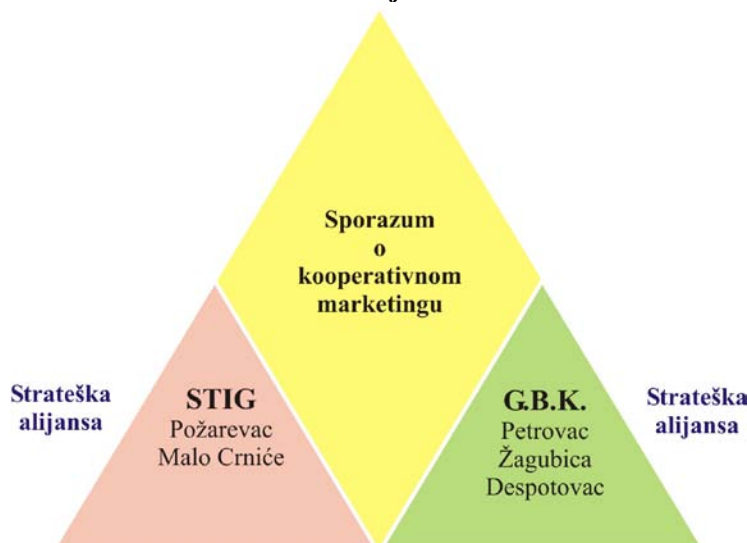 Sporazum
o
kooperativnom
marketingu
Strateška
alijansa
STIG
Požarevac
Malo Crniće
G.B.K.
Petrovac
Žagubica
Despotovac
Strateška
alijansa